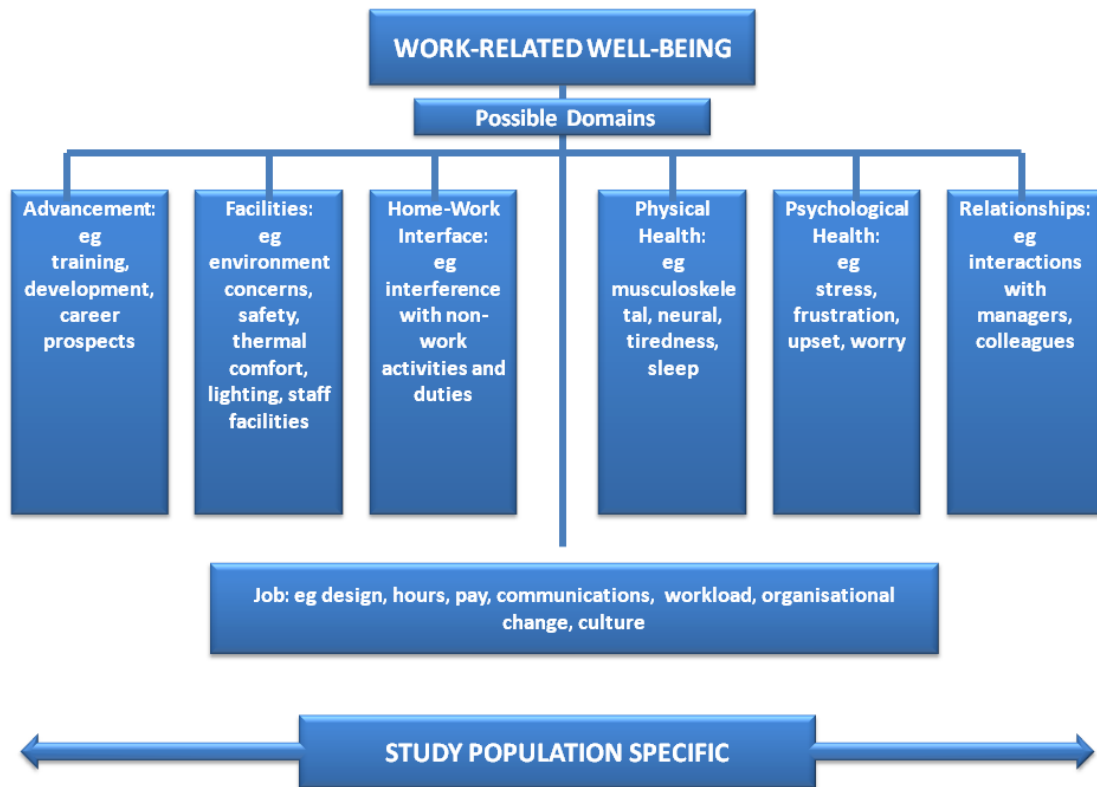 WORK-RELATED WELL-BEING
Possible Domains
Advancement:
eg
training,
development,
career
prospects
Facilities:
eg
environment
concerns,
safety,
thermal
comfort,
lighting, staff
facilities
Home-Work
Interface:
eg
interference
with non-
work
activities and
duties
Physical
Health:
eg
musculoskele
tal, neural,
tiredness,
sleep
Psychological
Health:
eg
stress,
frustration,
upset, worry
Relationships:
eg
interactions
with
managers,
colleagues
Job: eg design, hours, pay, communications, workload, organisational
change, culture
STUDY POPULATION SPECIFIC